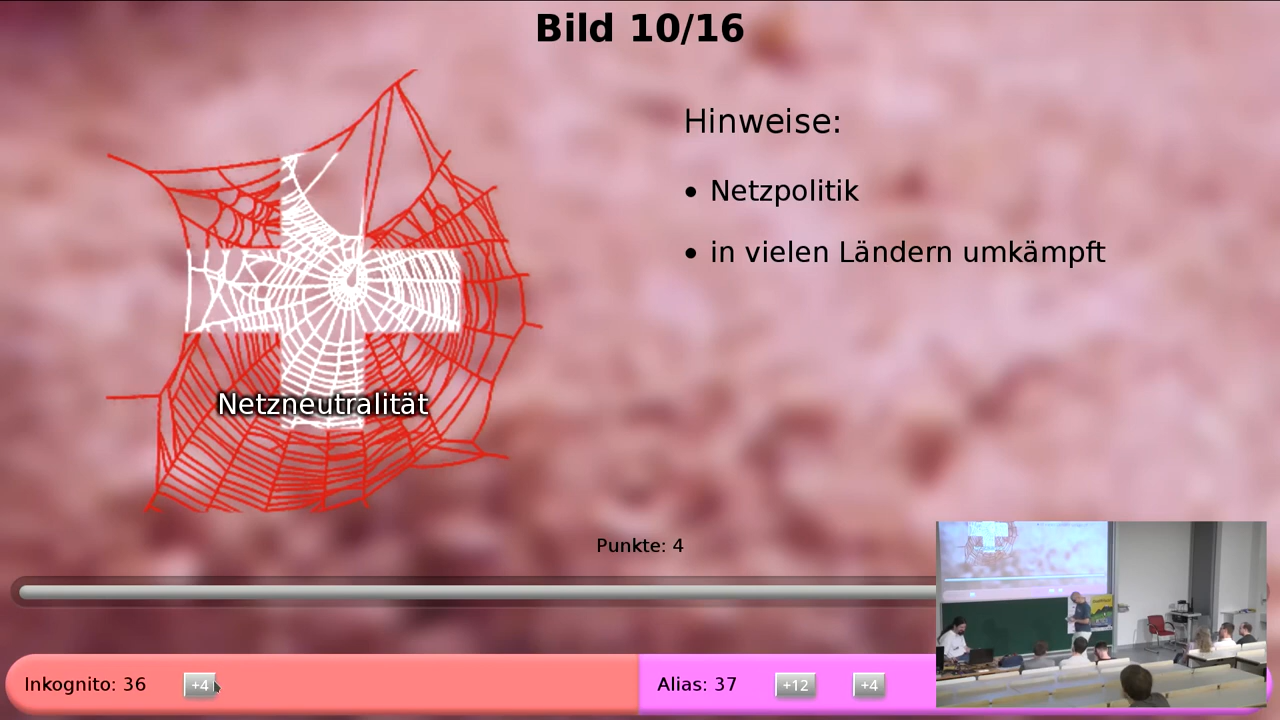 Bild 10/16
Hinweise:
• Netzpolitik
• in vielen Ländern umkämpft
Netzneutralität
Punkte: 4
Inkognito: 36
+4
Alias: 37
+12
+4